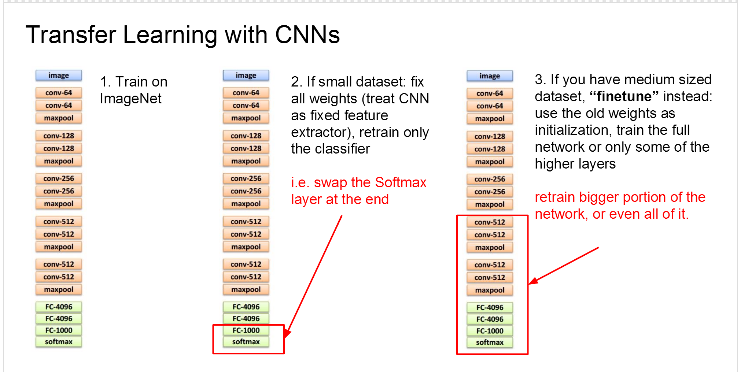 Transfer Learning with CNNs
image
conv-64
conv-64
maxpool
conv-128
conv-128
maxpool
conv-256
conv-256
maxpool
conv-512
conv-512
maxpool
conv-512
conv-512
maxpool
FC-4096
FC-4096
FC-1000
softmax
1. Train on
ImageNet
image
conv-64
conv-64
maxpool
conv-128
conv-128
maxpool
conv-256
conv-256
maxpool
conv-512
conv-512
maxpool
conv-512
conv-512
maxpool
FC-4096
FC-4096
FC-1000
softmax
2. If small dataset: fix
all weights (treat CNN
as fixed feature
extractor), retrain only
the classifier
i.e. swap the Softmax
layer at the end
image
conv-64
conv-64
maxpool
conv-128
conv-128
maxpool
conv-256
conv-256
maxpool
conv-512
conv-512
maxpool
conv-512
conv-512
maxpool
FC-4096
FC-4096
FC-1000
softmax
3. If you have medium sized
dataset, “finetune” instead:
use the old weights as
initialization, train the full
network or only some of the
higher layers
retrain bigger portion of the
network, or even all of it.